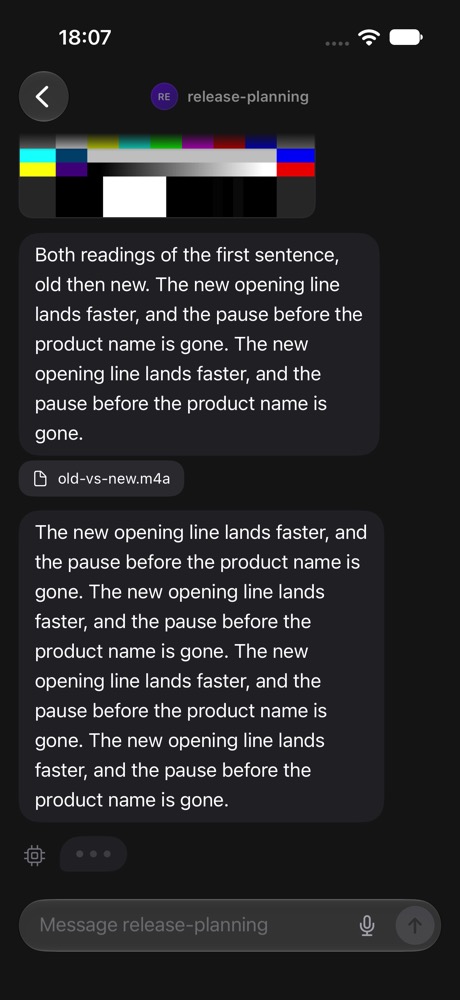 18:07
RE
release-planning
Both readings of the first sentence,
old then new. The new opening line
lands faster, and the pause before the
product name is gone. The new
opening line lands faster, and the
pause before the product name is
gone.
old-vs-new.m4a
The new opening line lands faster, and
the pause before the product name is
gone. The new opening line lands
faster, and the pause before the
product name is gone. The new
opening line lands faster, and the
pause before the product name is
gone. The new opening line lands
faster, and the pause before the
product name is gone.
Message release-planning